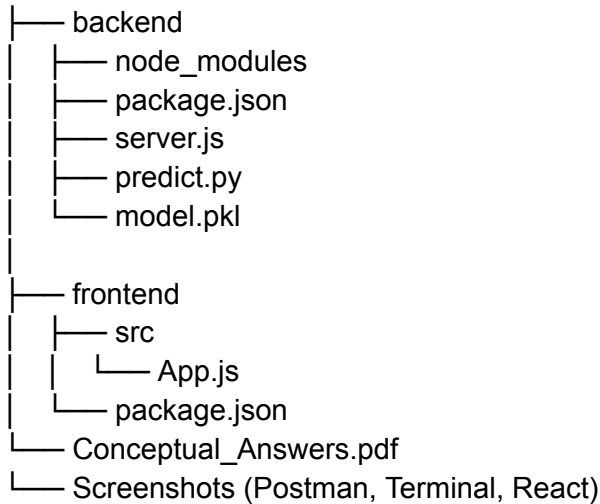 ├── backend
│   ├── node_modules
│   ├── package.json
│   ├── server.js
│   ├── predict.py
│   └── model.pkl
│
├── frontend
│   ├── src
│   │   └── App.js
│   └── package.json
└── Conceptual_Answers.pdf
└── Screenshots (Postman, Terminal, React)